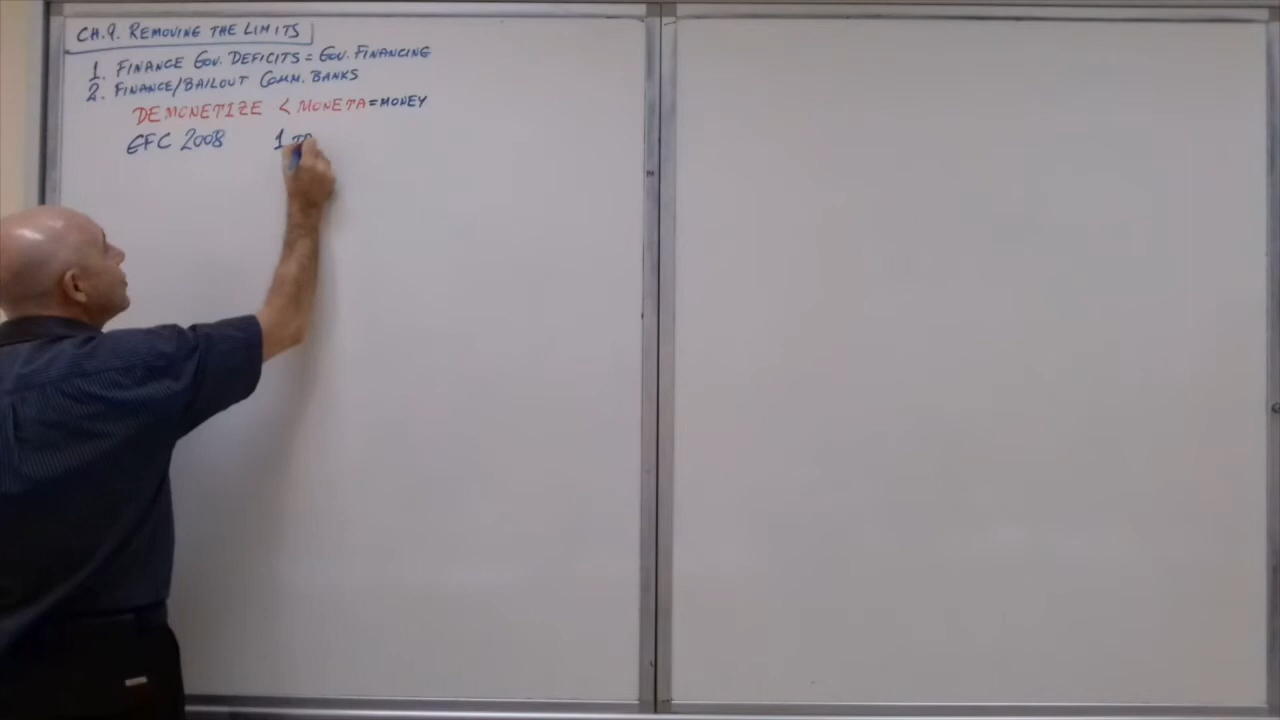 CH.9. REMOVING THE LIMITS
1. FINANCE GOV. DEFICITS = GOV. FINANCING
2. FINANCE/BAILOUT COMM. BANKS
DEMONETIZE < MONETA = MONEY
GFC 2008 1